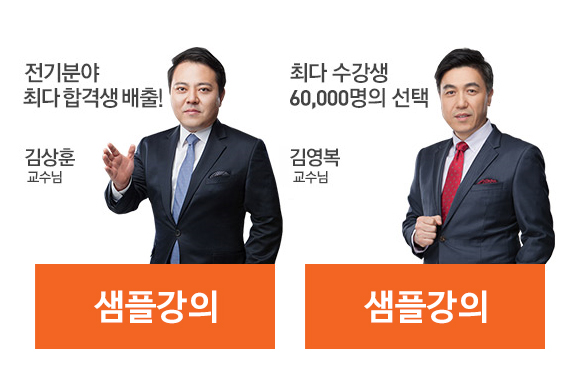 전기분야
최다 합격생 배출!
김상훈
교수님
샘플강의
최다 수강생
60,000명의 선택
김영복
교수님
샘플강의